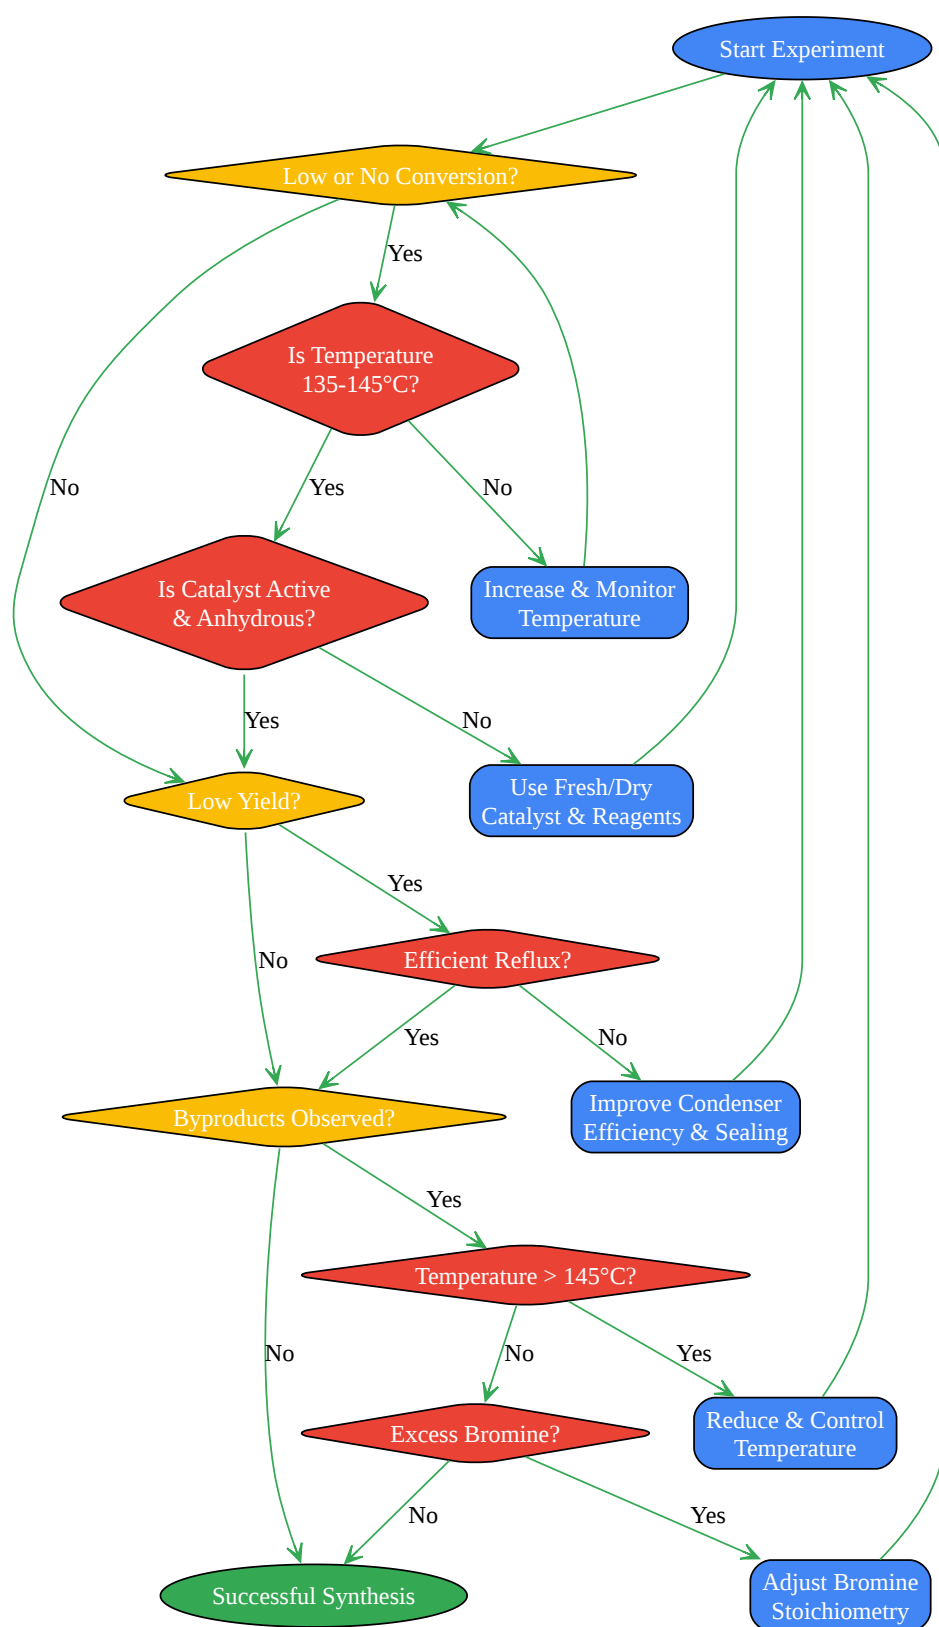 Start Experiment
Low or No Conversion?
Yes
Is Temperature
135-145°C?
No
Yes
No
Is Catalyst Active
& Anhydrous?
Increase & Monitor
Temperature
Yes
No
Low Yield?
Use Fresh/Dry
Catalyst & Reagents
Yes
No
Efficient Reflux?
Yes
No
Byproducts Observed?
Improve Condenser
Efficiency & Sealing
Yes
Temperature > 145°C?
No
No
Yes
Excess Bromine?
Reduce & Control
Temperature
No
Yes
Successful Synthesis
Adjust Bromine
Stoichiometry